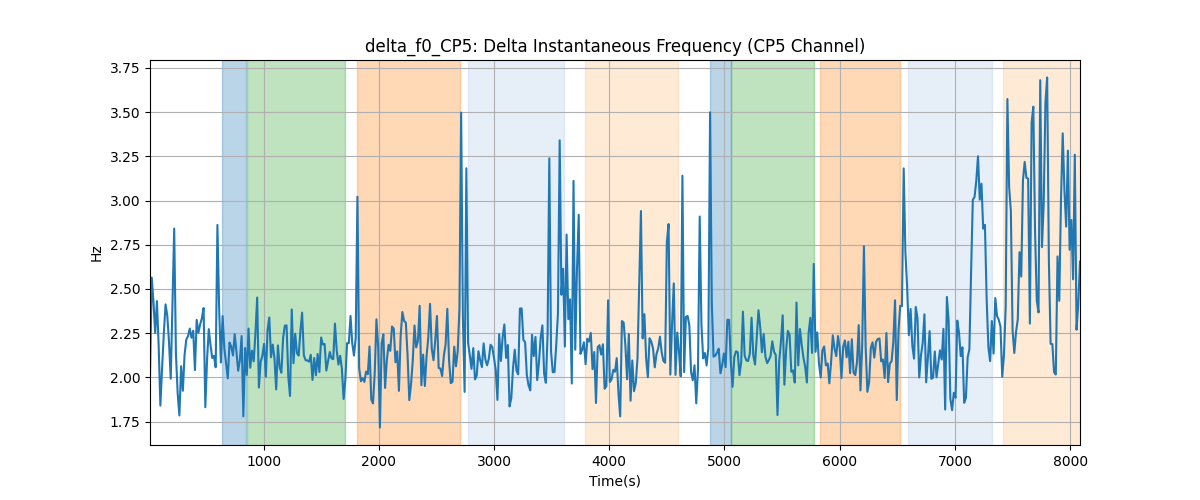 delta_f0_CP5: Delta Instantaneous Frequency (CP5 Channel)
3.75
3.50
3.25
3.00
2.75
2.50
2.25
2.00
1.75
Hz
1000 2000 3000 4000 5000 6000 7000 8000
Time(s)